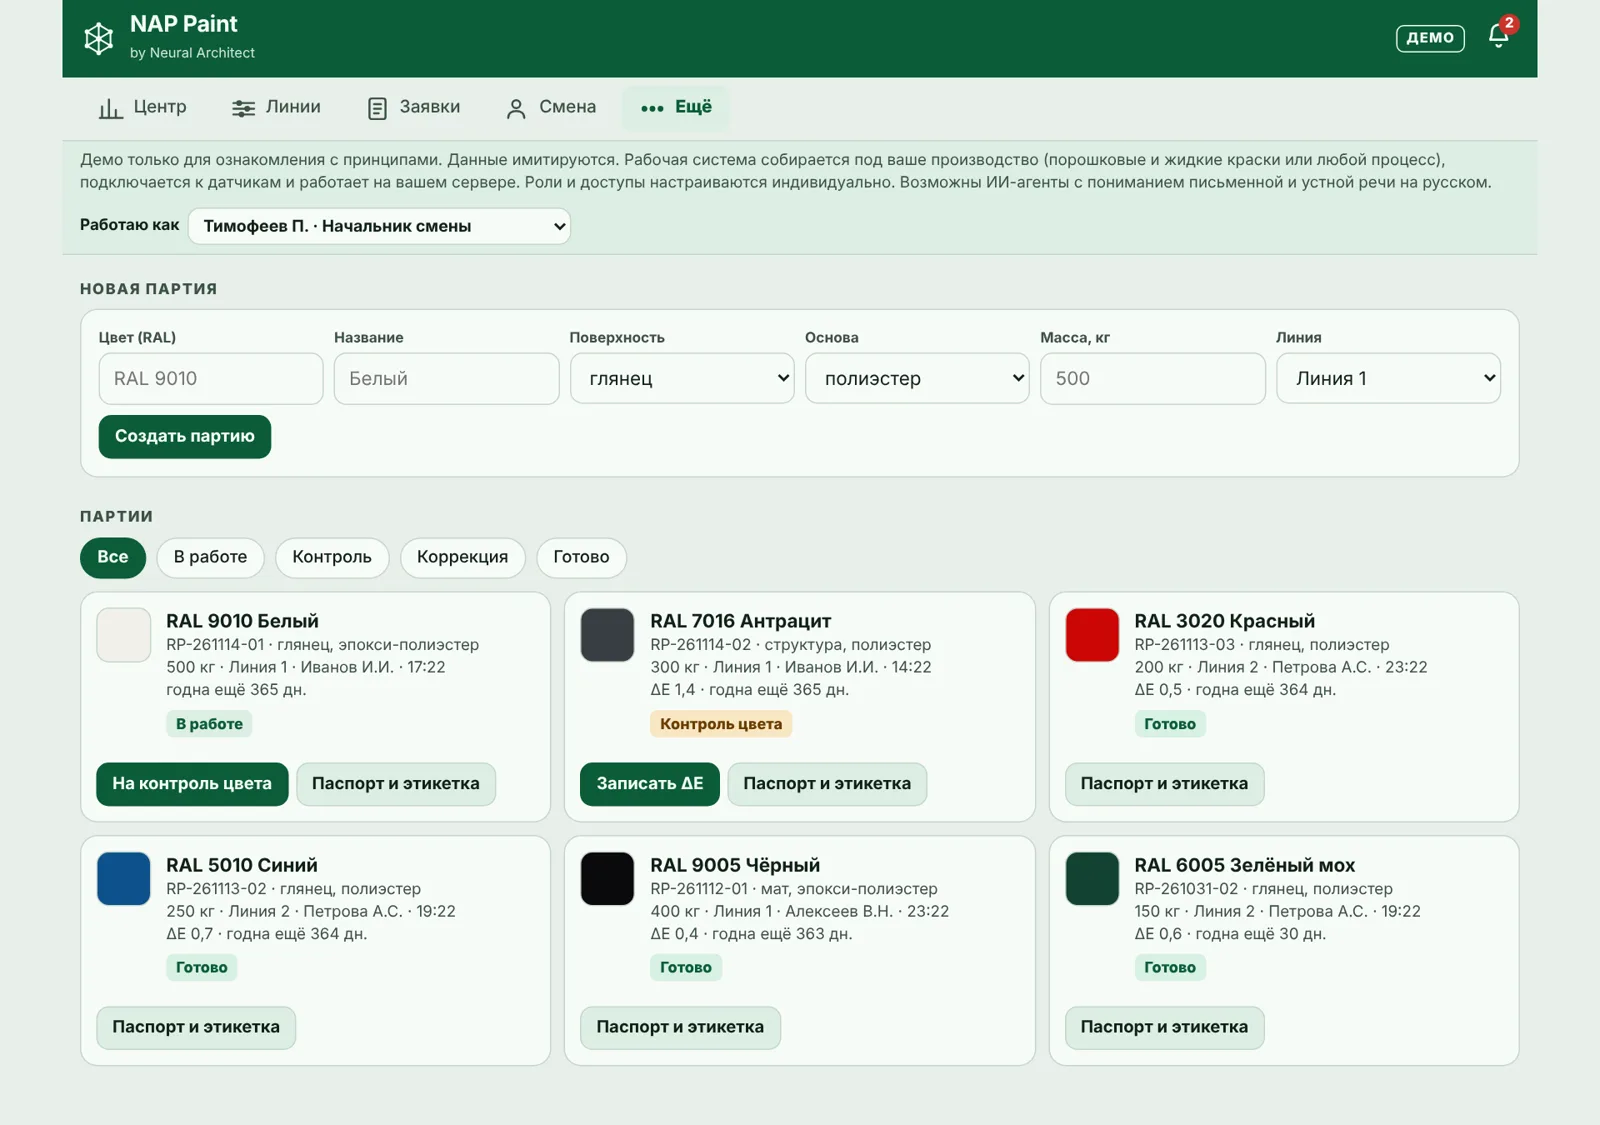 NAP Paint
by Neural Architect
ДЕМО
2
Центр
Линии
Заявки
Смена
Ещё
Демо только для ознакомления с принципами. Данные имитируются. Рабочая система собирается под ваше производство (порошковые и жидкие краски или любой процесс),
подключается к датчикам и работает на вашем сервере. Роли и доступы настраиваются индивидуально. Возможны ИИ-агенты с пониманием письменной и устной речи на русском.
Работаю как
Тимофеев П. · Начальник смены
НОВАЯ ПАРТИЯ
Цвет (RAL)
Название
Поверхность
Основа
Масса, кг
Линия
RAL 9010
Белый
глянец
полиэстер
500
Линия 1
Создать партию
ПАРТИИ
Все
В работе
Контроль
Коррекция
Готово
RAL 9010 Белый
RP-261114-01 · глянец, эпокси-полиэстер
500 кг · Линия 1 · Иванов И.И. · 17:22
годна ещё 365 дн.
В работе
На контроль цвета
Паспорт и этикетка
RAL 7016 Антрацит
RP-261114-02 · структура, полиэстер
300 кг · Линия 1 · Иванов И.И. · 14:22
ΔE 1,4 · годна ещё 365 дн.
Контроль цвета
Записать ΔE
Паспорт и этикетка
RAL 3020 Красный
RP-261113-03 · глянец, полиэстер
200 кг · Линия 2 · Петрова А.С. · 23:22
ΔE 0,5 · годна ещё 364 дн.
Готово
Паспорт и этикетка
RAL 5010 Синий
RP-261113-02 · глянец, полиэстер
250 кг · Линия 2 · Петрова А.С. · 19:22
ΔE 0,7 · годна ещё 364 дн.
Готово
Паспорт и этикетка
RAL 9005 Чёрный
RP-261112-01 · мат, эпокси-полиэстер
400 кг · Линия 1 · Алексеев В.Н. · 23:22
ΔE 0,4 · годна ещё 363 дн.
Готово
Паспорт и этикетка
RAL 6005 Зелёный мох
RP-261031-02 · глянец, полиэстер
150 кг · Линия 2 · Петрова А.С. · 19:22
ΔE 0,6 · годна ещё 30 дн.
Готово
Паспорт и этикетка